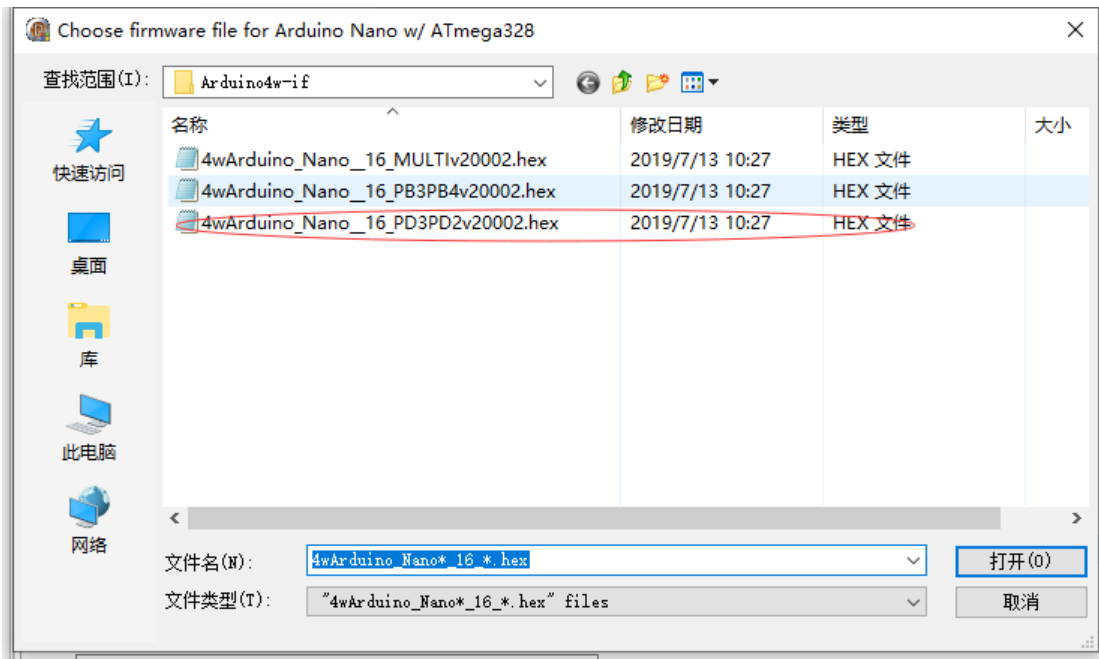 Choose firmware file for Arduino Nano w/ ATmega328
查找范围(I): Arduino4w-if
名称 修改日期 类型 大小
4wArduino_Nano__16_MULTIv20002.hex 2019/7/13 10:27 HEX 文件
4wArduino_Nano__16_PB3PB4v20002.hex 2019/7/13 10:27 HEX 文件
4wArduino_Nano__16_PD3PD2v20002.hex 2019/7/13 10:27 HEX 文件
快速访问
桌面
库
此电脑
网络
文件名(N): 4wArduino_Nano*_16_*.hex 打开(O)
文件类型(T): "4wArduino_Nano*_16_*.hex" files 取消